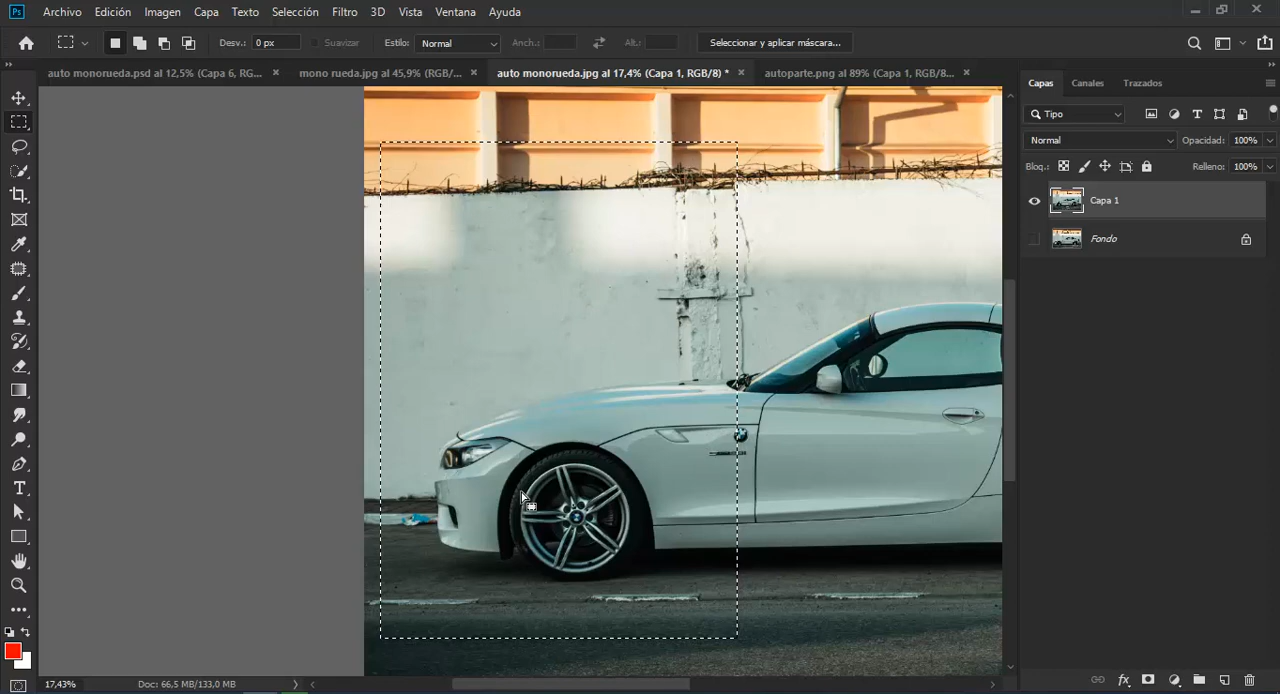 Ps Archivo Edición Imagen Capa Texto Selección Filtro 3D Vista Ventana Ayuda
Desv.: 0 px Suavizar Estilo: Normal Anch.: Alt.: Seleccionar y aplicar máscara...
auto monorueda.psd al 12,5% (Capa 6, RG... × mono rueda.jpg al 45,9% (RGB/... × auto monorueda.jpg al 17,4% (Capa 1, RGB/8) * × autoparte.png al 89% (Capa 1, RGB/8... ×
Capas Canales Trazados
Tipo
Normal Opacidad: 100%
Bloq.: Relleno: 100%
Capa 1
Fondo
17,43% Doc: 66,5 MB/133,0 MB